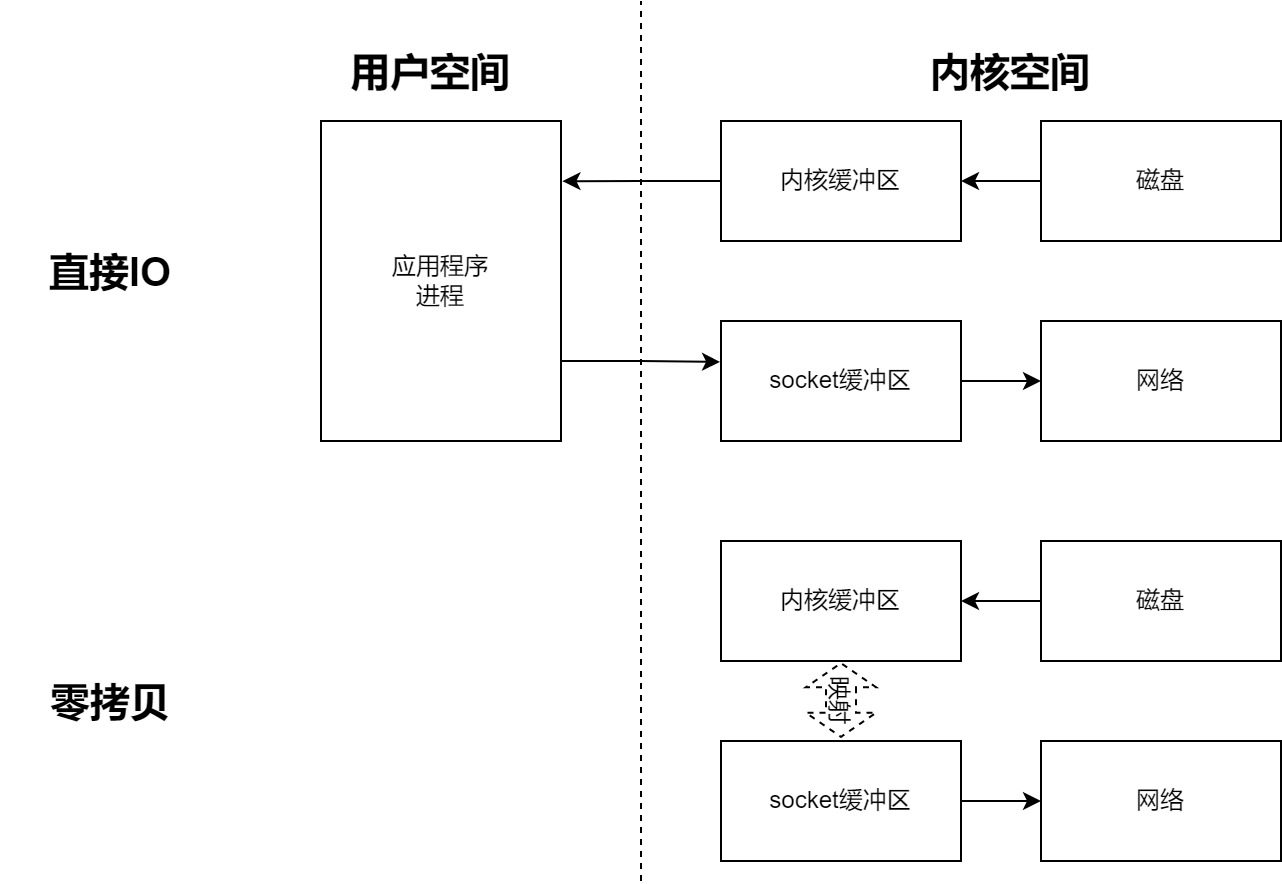 用户空间
内核空间
内核缓冲区
磁盘
直接IO
应用程序
进程
socket缓冲区
网络
内核缓冲区
磁盘
零拷贝
映射
socket缓冲区
网络